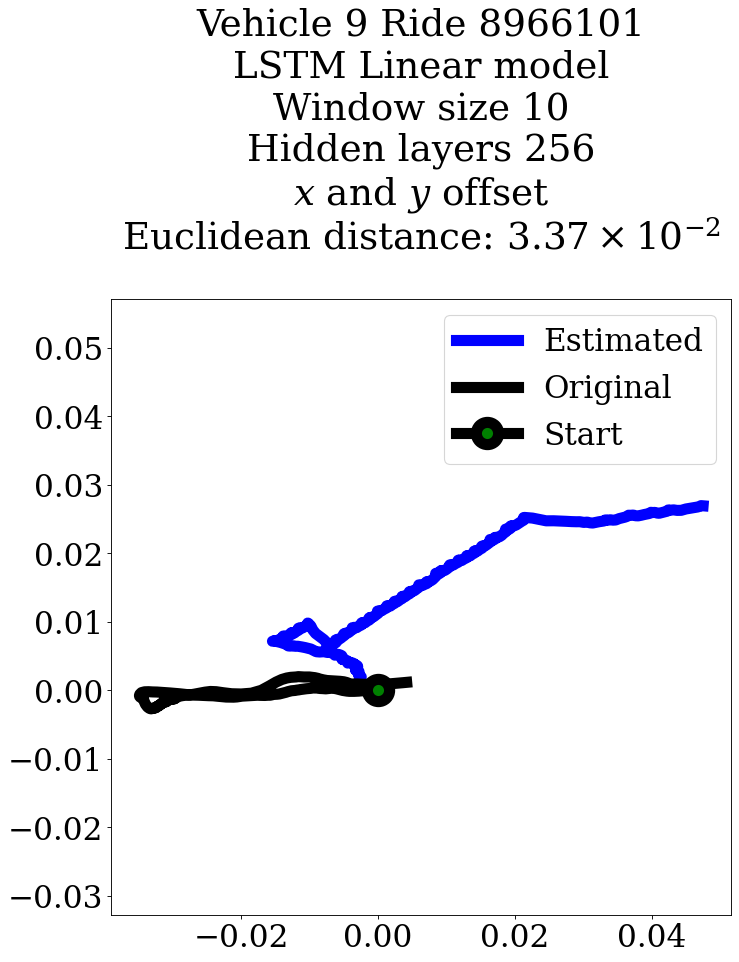 Vehicle 9 Ride 8966101
LSTM Linear model
Window size 10
Hidden layers 256
x and y offset
Euclidean distance: 3.37 × 10⁻²
Estimated
Original
Start
0.05
0.04
0.03
0.02
0.01
0.00
−0.01
−0.02
−0.03
−0.02 0.00 0.02 0.04